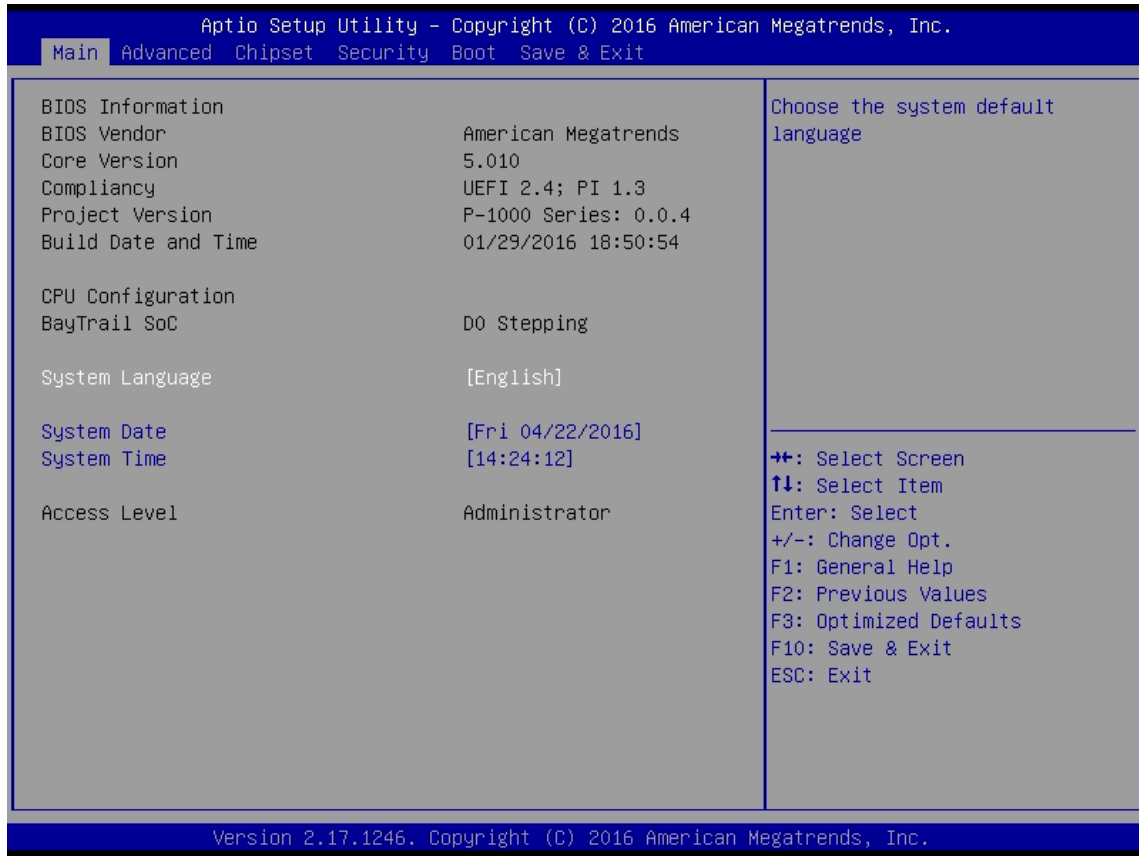 Aptio Setup Utility – Copyright (C) 2016 American Megatrends, Inc.
Main Advanced Chipset Security Boot Save & Exit
BIOS Information
BIOS Vendor American Megatrends
Core Version 5.010
Compliancy UEFI 2.4; PI 1.3
Project Version P-1000 Series: 0.0.4
Build Date and Time 01/29/2016 18:50:54
CPU Configuration
BayTrail SoC D0 Stepping
System Language [English]
System Date [Fri 04/22/2016]
System Time [14:24:12]
Access Level Administrator
Choose the system default
language
→←: Select Screen
↑↓: Select Item
Enter: Select
+/-: Change Opt.
F1: General Help
F2: Previous Values
F3: Optimized Defaults
F10: Save & Exit
ESC: Exit
Version 2.17.1246. Copyright (C) 2016 American Megatrends, Inc.